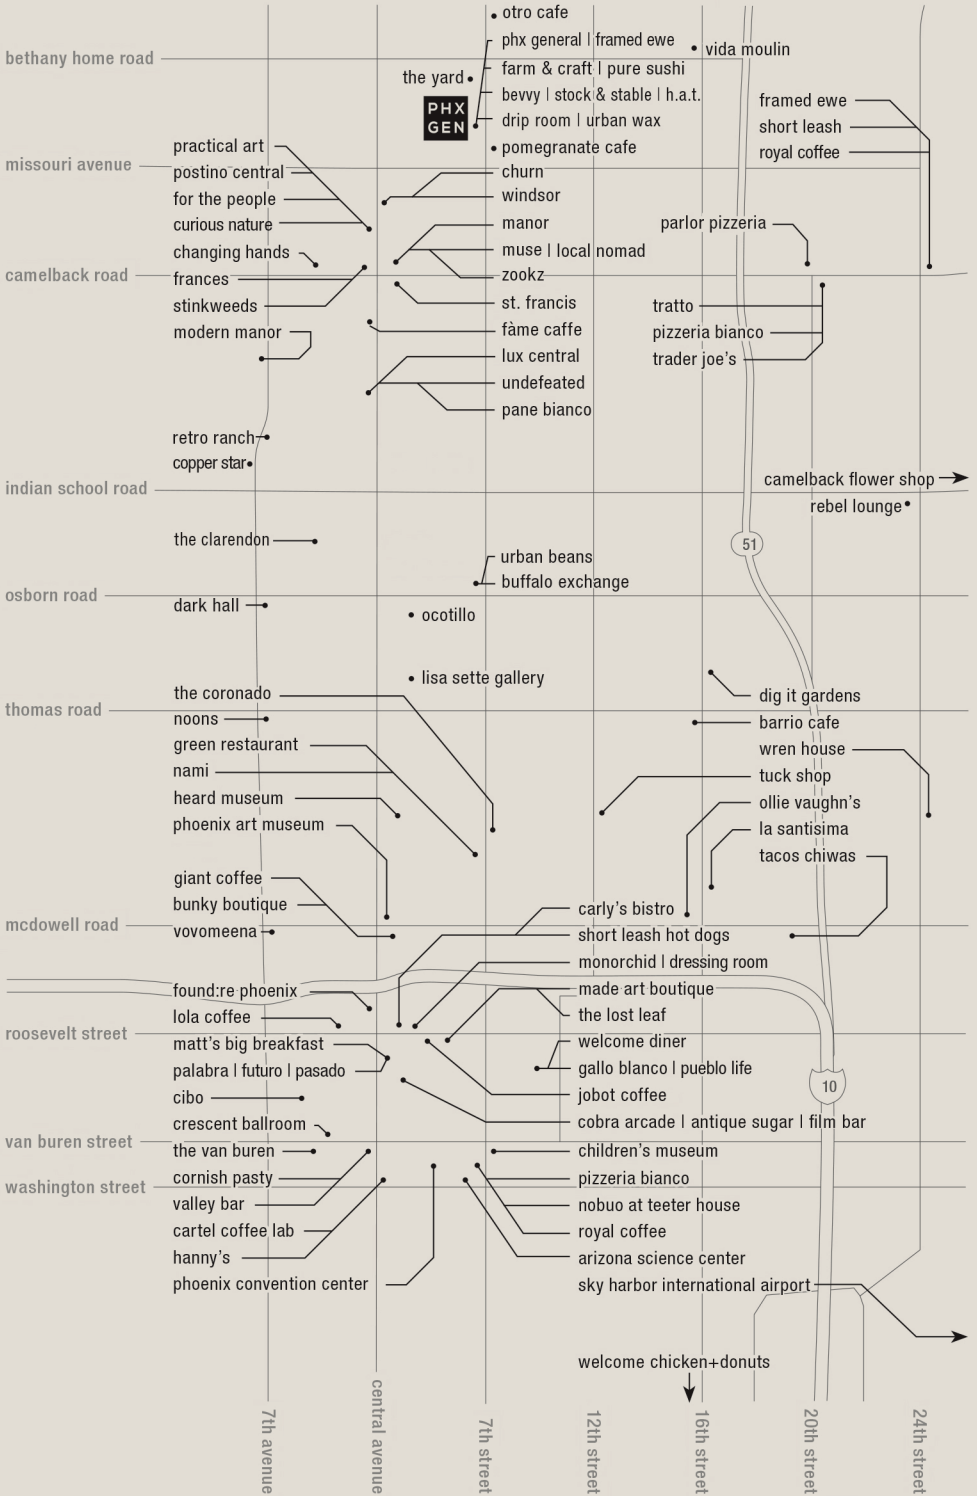 otro cafe
phx general | framed ewe
vida moulin
bethany home road
farm & craft | pure sushi
the yard
bevvy | stock & stable | h.a.t.
PHX
GEN
drip room | urban wax
framed ewe
short leash
royal coffee
pomegranate cafe
practical art
missouri avenue
postino central
churn
for the people
windsor
curious nature
manor
parlor pizzeria
changing hands
muse | local nomad
camelback road
frances
zookz
stinkweeds
st. francis
tratto
modern manor
fàme caffe
pizzeria bianco
lux central
trader joe's
undefeated
pane bianco
retro ranch
copper star
camelback flower shop
indian school road
rebel lounge
the clarendon
51
urban beans
buffalo exchange
osborn road
dark hall
ocotillo
lisa sette gallery
the coronado
dig it gardens
thomas road
noons
barrio cafe
green restaurant
wren house
nami
tuck shop
heard museum
ollie vaughn's
phoenix art museum
la santisima
tacos chiwas
giant coffee
bunky boutique
carly's bistro
mcdowell road
vovomeena
short leash hot dogs
monorchid | dressing room
found:re phoenix
made art boutique
lola coffee
the lost leaf
roosevelt street
matt's big breakfast
welcome diner
palabra | futuro | pasado
gallo blanco | pueblo life
10
cibo
jobot coffee
crescent ballroom
cobra arcade | antique sugar | film bar
van buren street
the van buren
children's museum
cornish pasty
pizzeria bianco
washington street
valley bar
nobuo at teeter house
cartel coffee lab
royal coffee
hanny's
arizona science center
phoenix convention center
sky harbor international airport
welcome chicken+donuts
7th avenue
central avenue
7th street
12th street
16th street
20th street
24th street